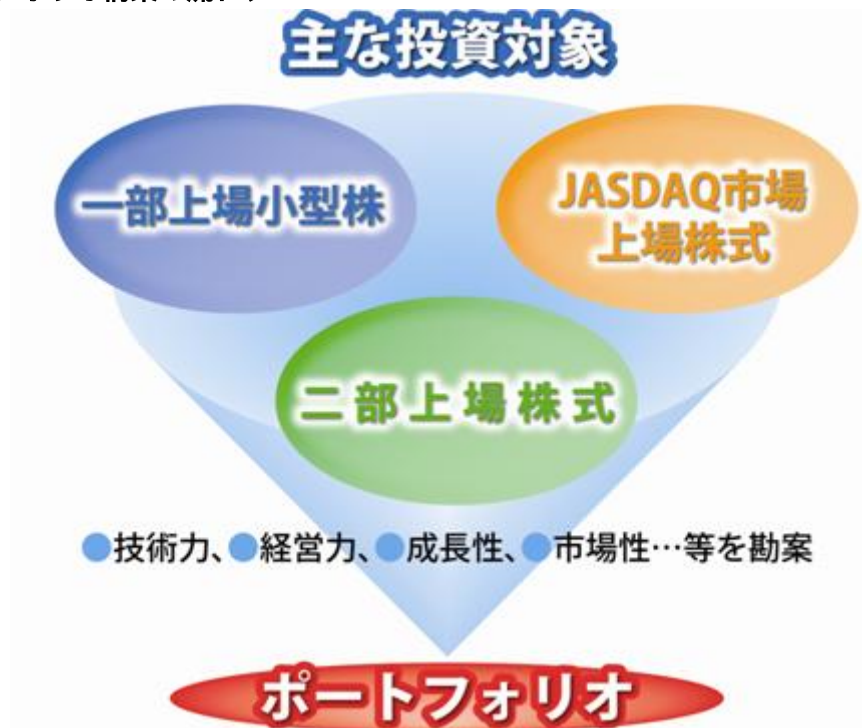 主な投資対象
一部上場小型株
JASDAQ市場
上場株式
二部上場株式
●技術力、●経営力、●成長性、●市場性…等を勘案
ポートフォリオ